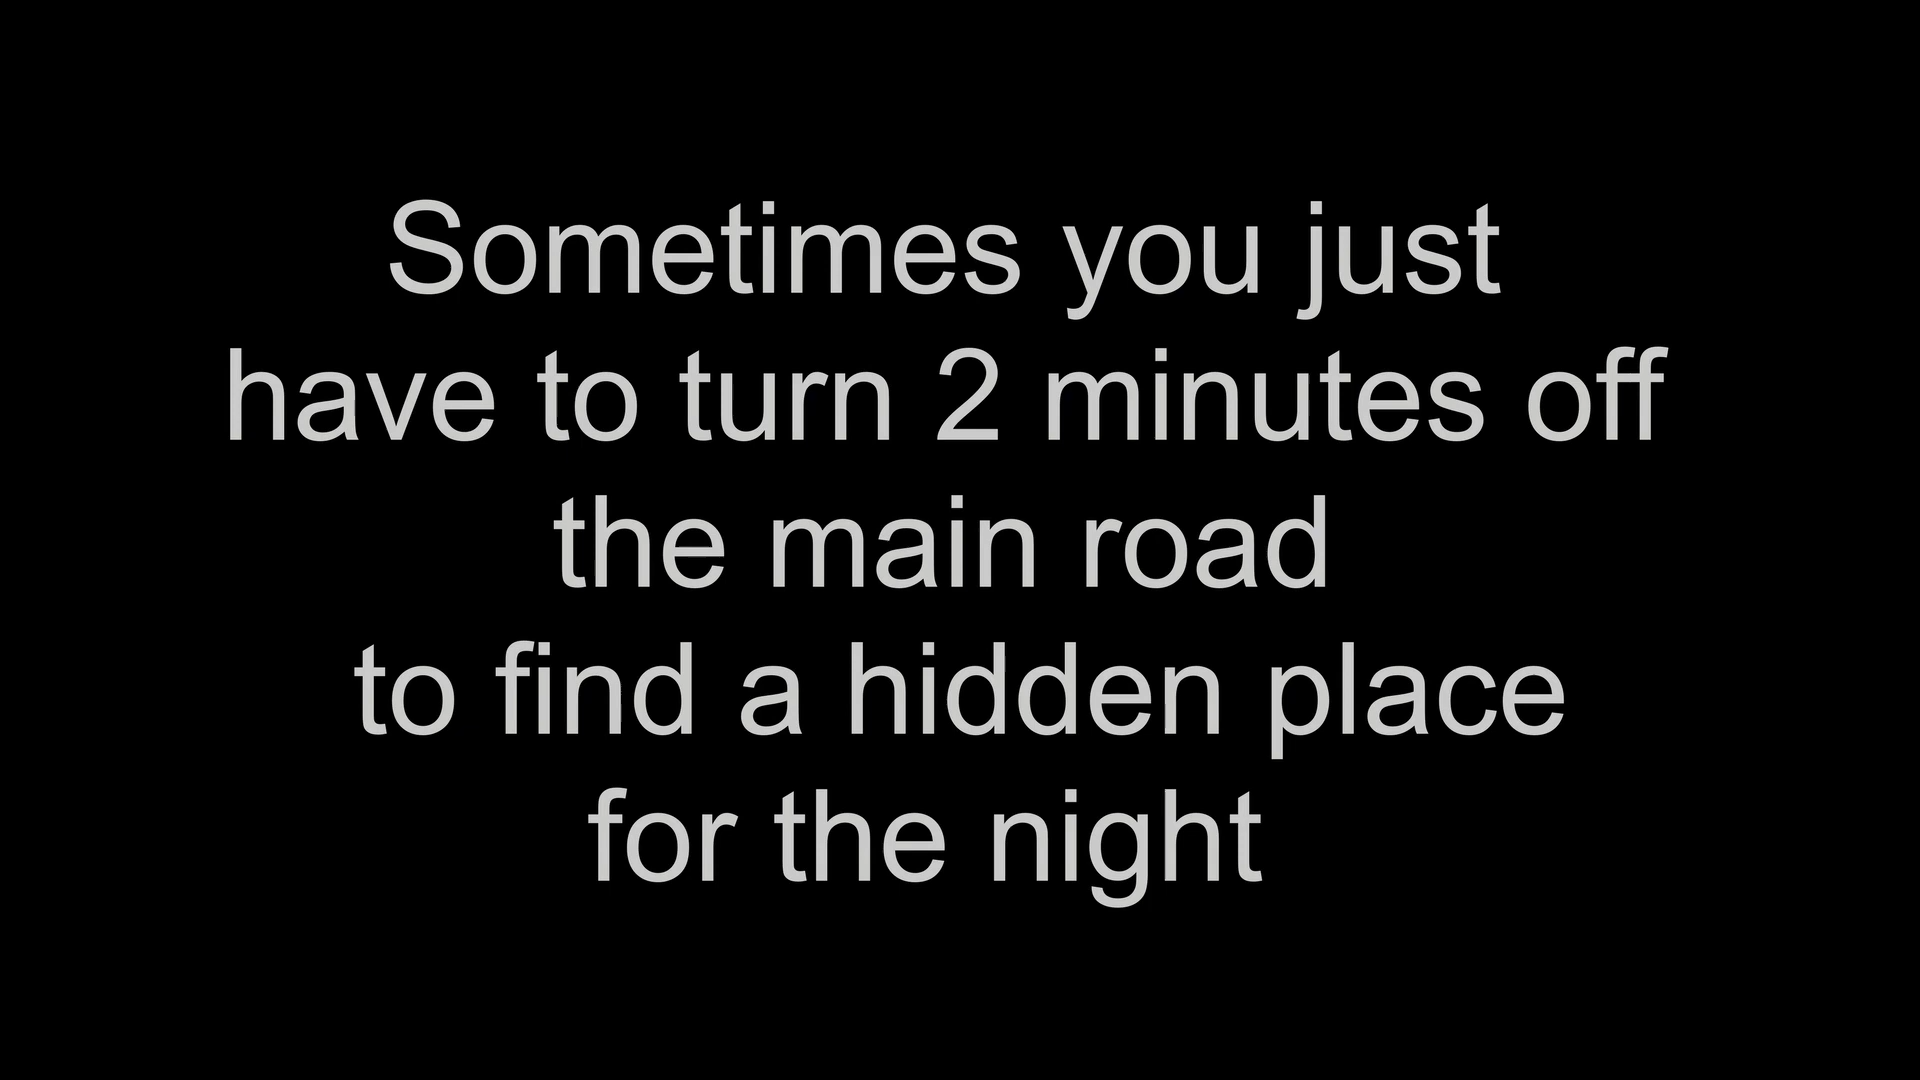 Sometimes you just
have to turn 2 minutes off
the main road
to find a hidden place
for the night